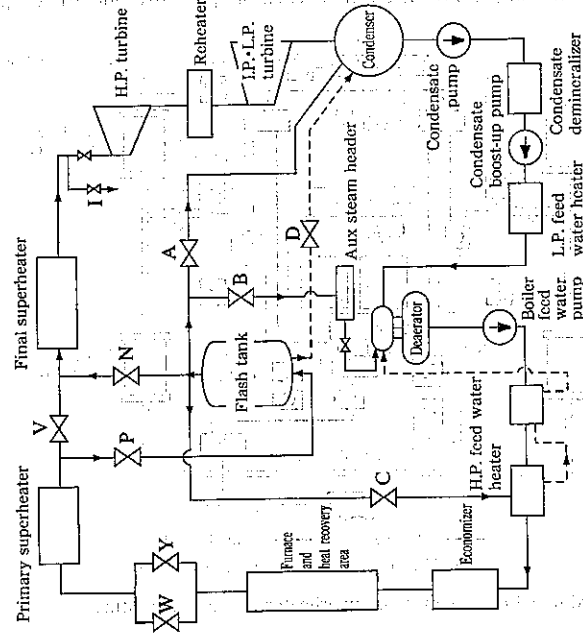 Primary superheater
V
Final superheater
I
H.P. turbine
Reheater
I.P.・L.P.
turbine
Condenser
W
Y
P
N
A
B
D
Flash tank
Aux steam header
Furnace
and
heat recovery
area
C
Deaerator
Condensate
pump
Condensate
boost-up pump
Condensate
demineralizer
Economizer
H.P. feed water
heater
Boiler
feed
water
pump
L.P. feed
water heater